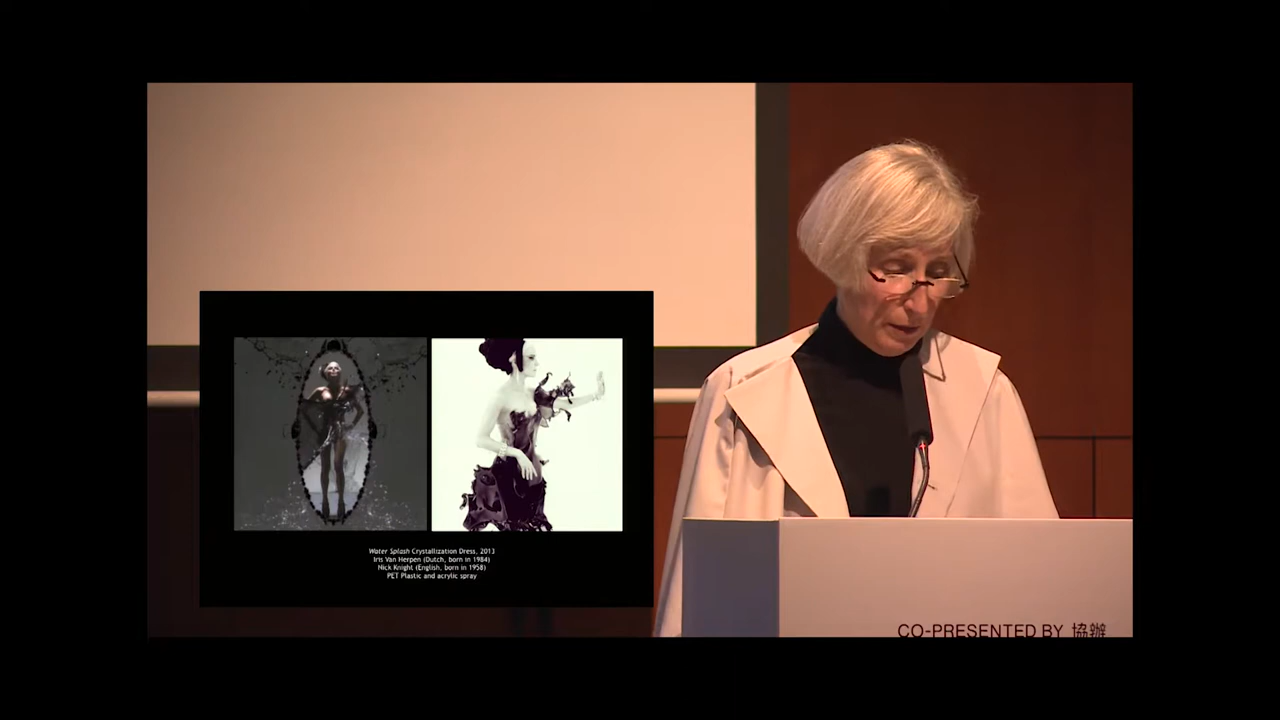 Water Splash Crystallization Dress, 2013
Iris Van Herpen (Dutch, born in 1984)
Nick Knight (English, born in 1958)
PET Plastic and acrylic spray
CO-PRESENTED BY 協辦